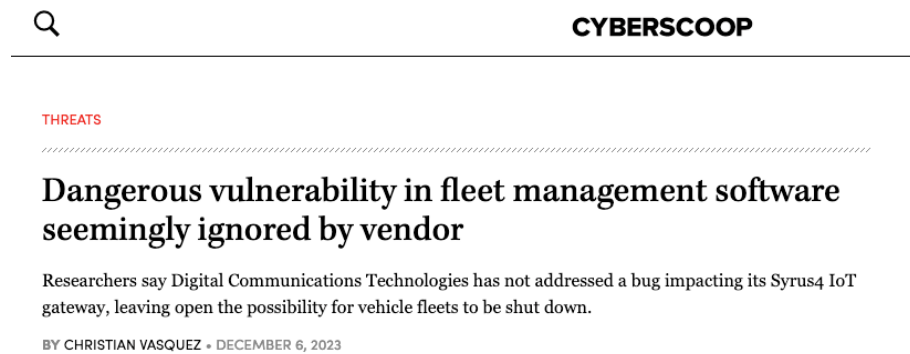 CYBERSCOOP
THREATS
Dangerous vulnerability in fleet management software
seemingly ignored by vendor
Researchers say Digital Communications Technologies has not addressed a bug impacting its Syrus4 IoT
gateway, leaving open the possibility for vehicle fleets to be shut down.
BY CHRISTIAN VASQUEZ • DECEMBER 6, 2023